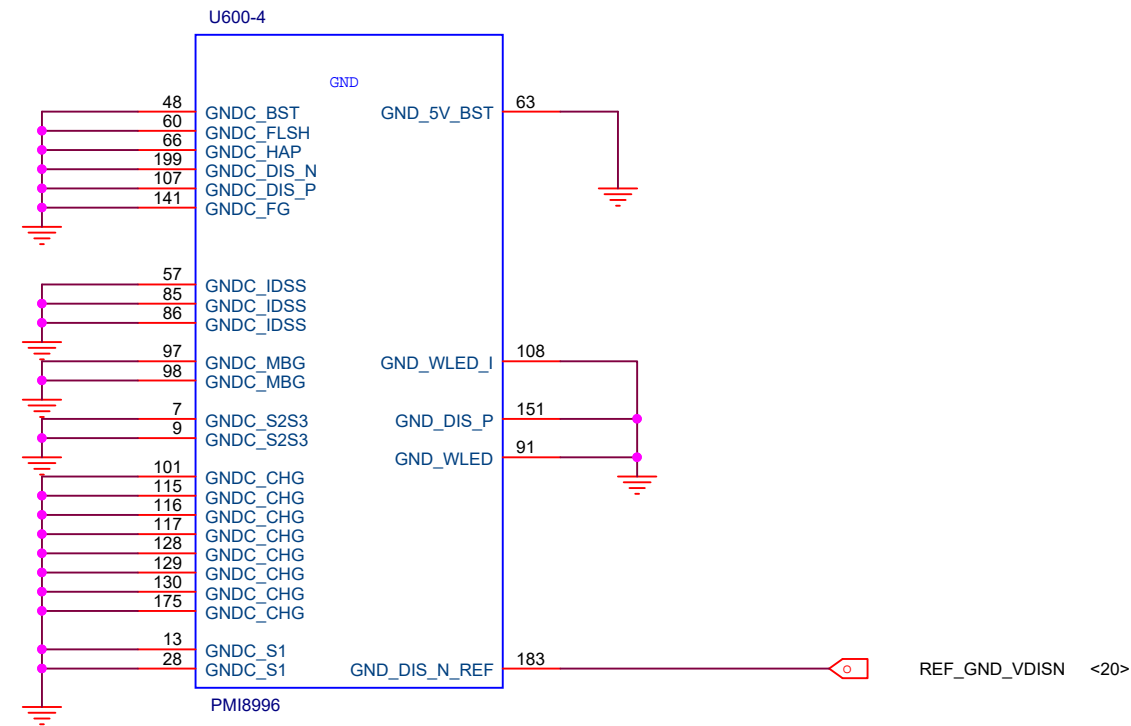 U600-4
GND
48 GNDC_BST GND_5V_BST 63
60 GNDC_FLSH
66 GNDC_HAP
199 GNDC_DIS_N
107 GNDC_DIS_P
141 GNDC_FG
57 GNDC_IDSS
85 GNDC_IDSS
86 GNDC_IDSS
97 GNDC_MBG GND_WLED_I 108
98 GNDC_MBG
7 GNDC_S2S3 GND_DIS_P 151
9 GNDC_S2S3
GND_WLED 91
101 GNDC_CHG
115 GNDC_CHG
116 GNDC_CHG
117 GNDC_CHG
128 GNDC_CHG
129 GNDC_CHG
130 GNDC_CHG
175 GNDC_CHG
13 GNDC_S1
28 GNDC_S1 GND_DIS_N_REF 183 REF_GND_VDISN <20>
PMI8996